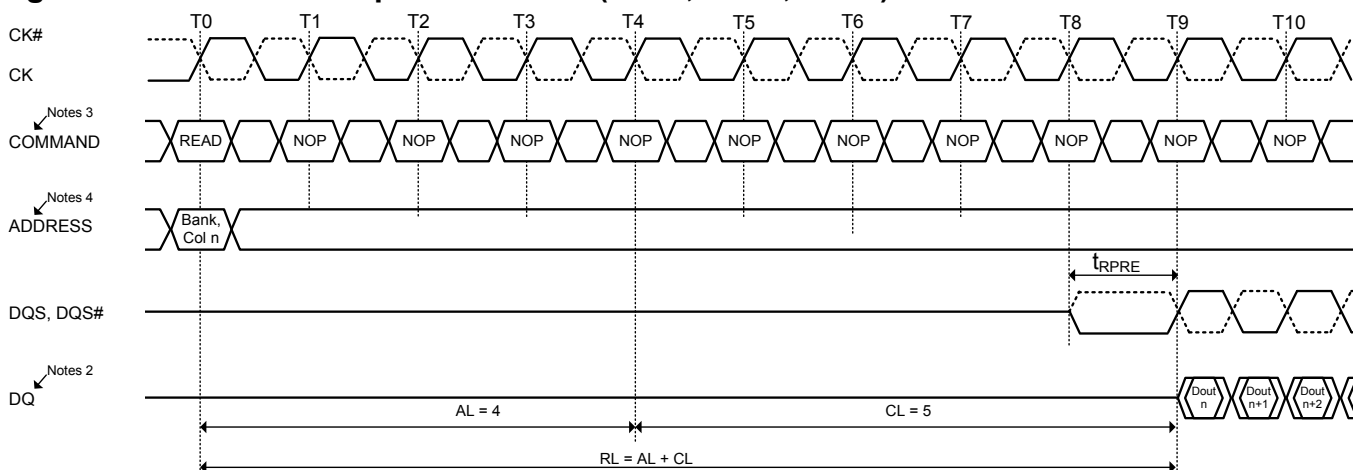 T0 T1 T2 T3 T4 T5 T6 T7 T8 T9 T10
CK#
CK
Notes 3
COMMAND READ NOP NOP NOP NOP NOP NOP NOP NOP NOP NOP
Notes 4
ADDRESS
Bank,
Col n
tRPRE
DQS, DQS#
Notes 2
DQ
Dout
n
Dout
n+1
Dout
n+2
AL = 4 CL = 5
RL = AL + CL